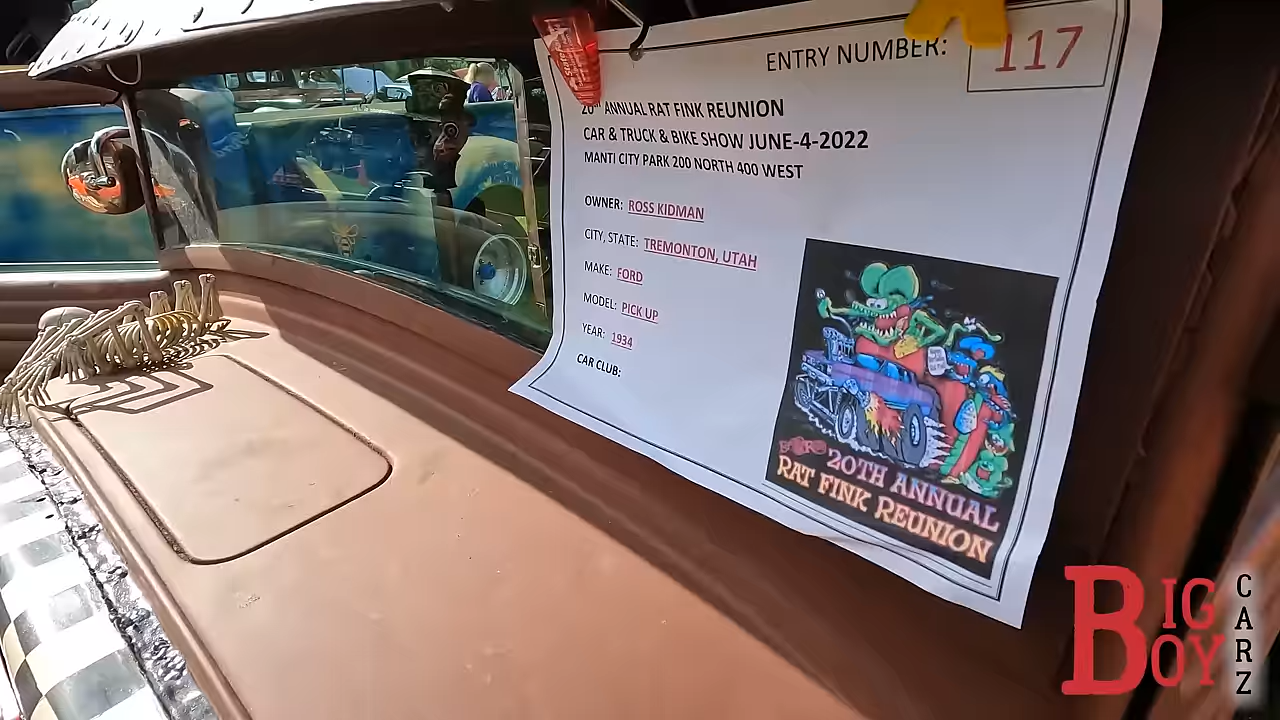 ENTRY NUMBER: 117
20TH ANNUAL RAT FINK REUNION
CAR & TRUCK & BIKE SHOW JUNE-4-2022
MANTI CITY PARK 200 NORTH 400 WEST
OWNER: ROSS KIDMAN
CITY, STATE: TREMONTON, UTAH
MAKE: FORD
MODEL: PICK UP
YEAR: 1934
CAR CLUB:
20TH ANNUAL
RAT FINK REUNION
BIG BOY CARZ